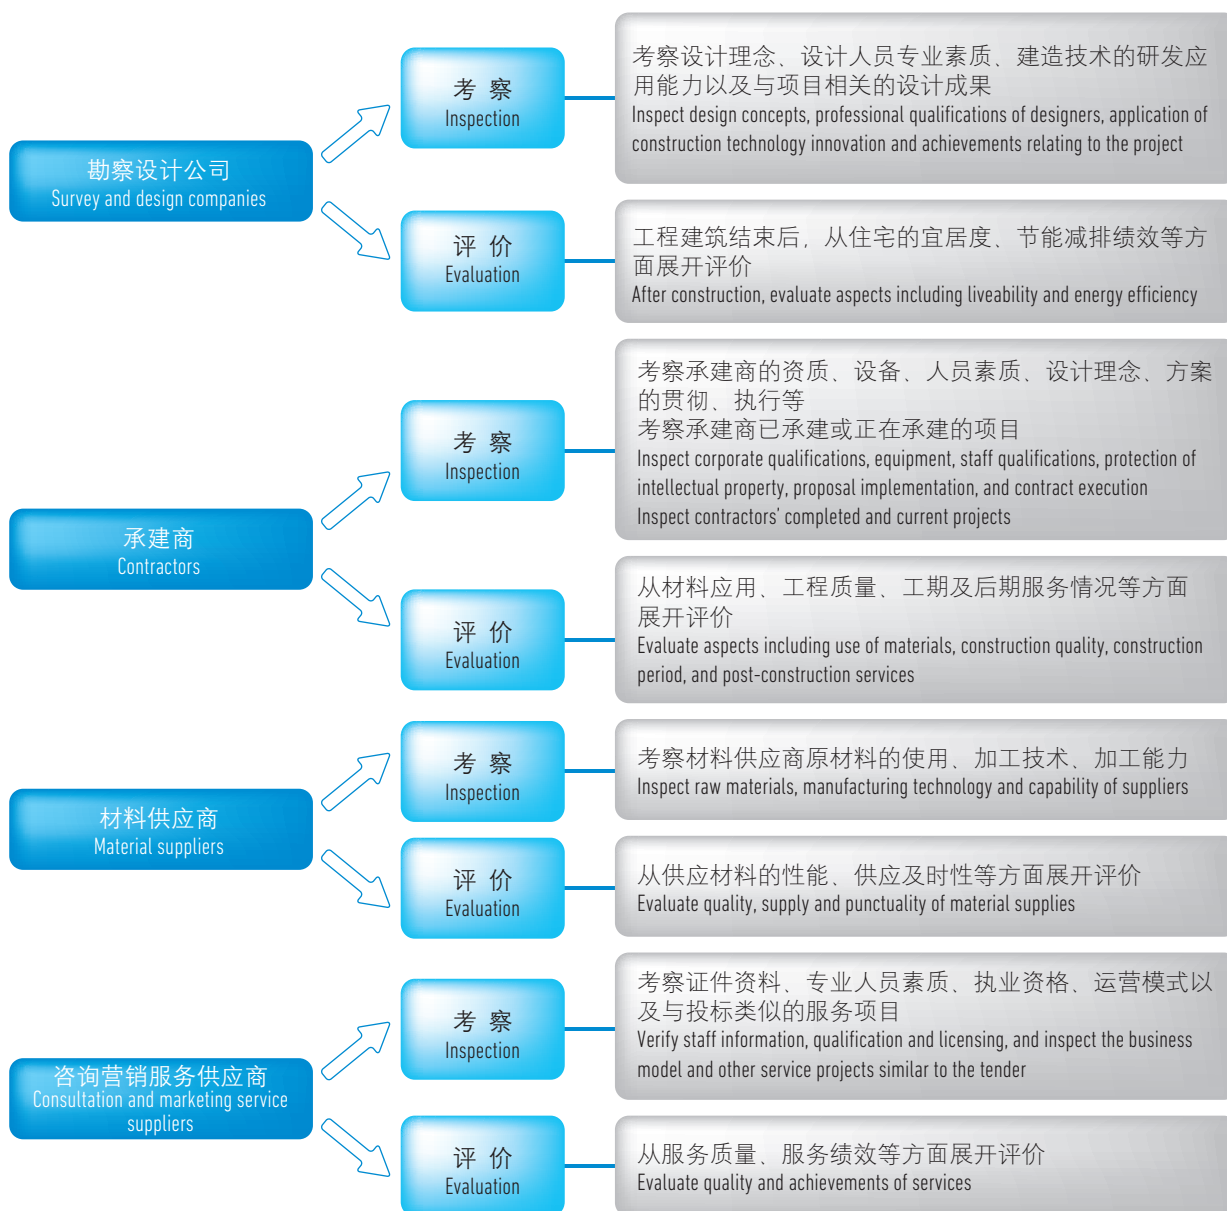 勘察设计公司
Survey and design companies
考 察
Inspection
考察设计理念、设计人员专业素质、建造技术的研发应
用能力以及与项目相关的设计成果
Inspect design concepts, professional qualifications of designers, application of
construction technology innovation and achievements relating to the project
评 价
Evaluation
工程建筑结束后，从住宅的宜居度、节能减排绩效等方
面展开评价
After construction, evaluate aspects including liveability and energy efficiency
承建商
Contractors
考 察
Inspection
考察承建商的资质、设备、人员素质、设计理念、方案
的贯彻、执行等
考察承建商已承建或正在承建的项目
Inspect corporate qualifications, equipment, staff qualifications, protection of
intellectual property, proposal implementation, and contract execution
Inspect contractors' completed and current projects
评 价
Evaluation
从材料应用、工程质量、工期及后期服务情况等方面
展开评价
Evaluate aspects including use of materials, construction quality, construction
period, and post-construction services
材料供应商
Material suppliers
考 察
Inspection
考察材料供应商原材料的使用、加工技术、加工能力
Inspect raw materials, manufacturing technology and capability of suppliers
评 价
Evaluation
从供应材料的性能、供应及时性等方面展开评价
Evaluate quality, supply and punctuality of material supplies
咨询营销服务供应商
Consultation and marketing service
suppliers
考 察
Inspection
考察证件资料、专业人员素质、执业资格、运营模式以
及与投标类似的服务项目
Verify staff information, qualification and licensing, and inspect the business
model and other service projects similar to the tender
评 价
Evaluation
从服务质量、服务绩效等方面展开评价
Evaluate quality and achievements of services